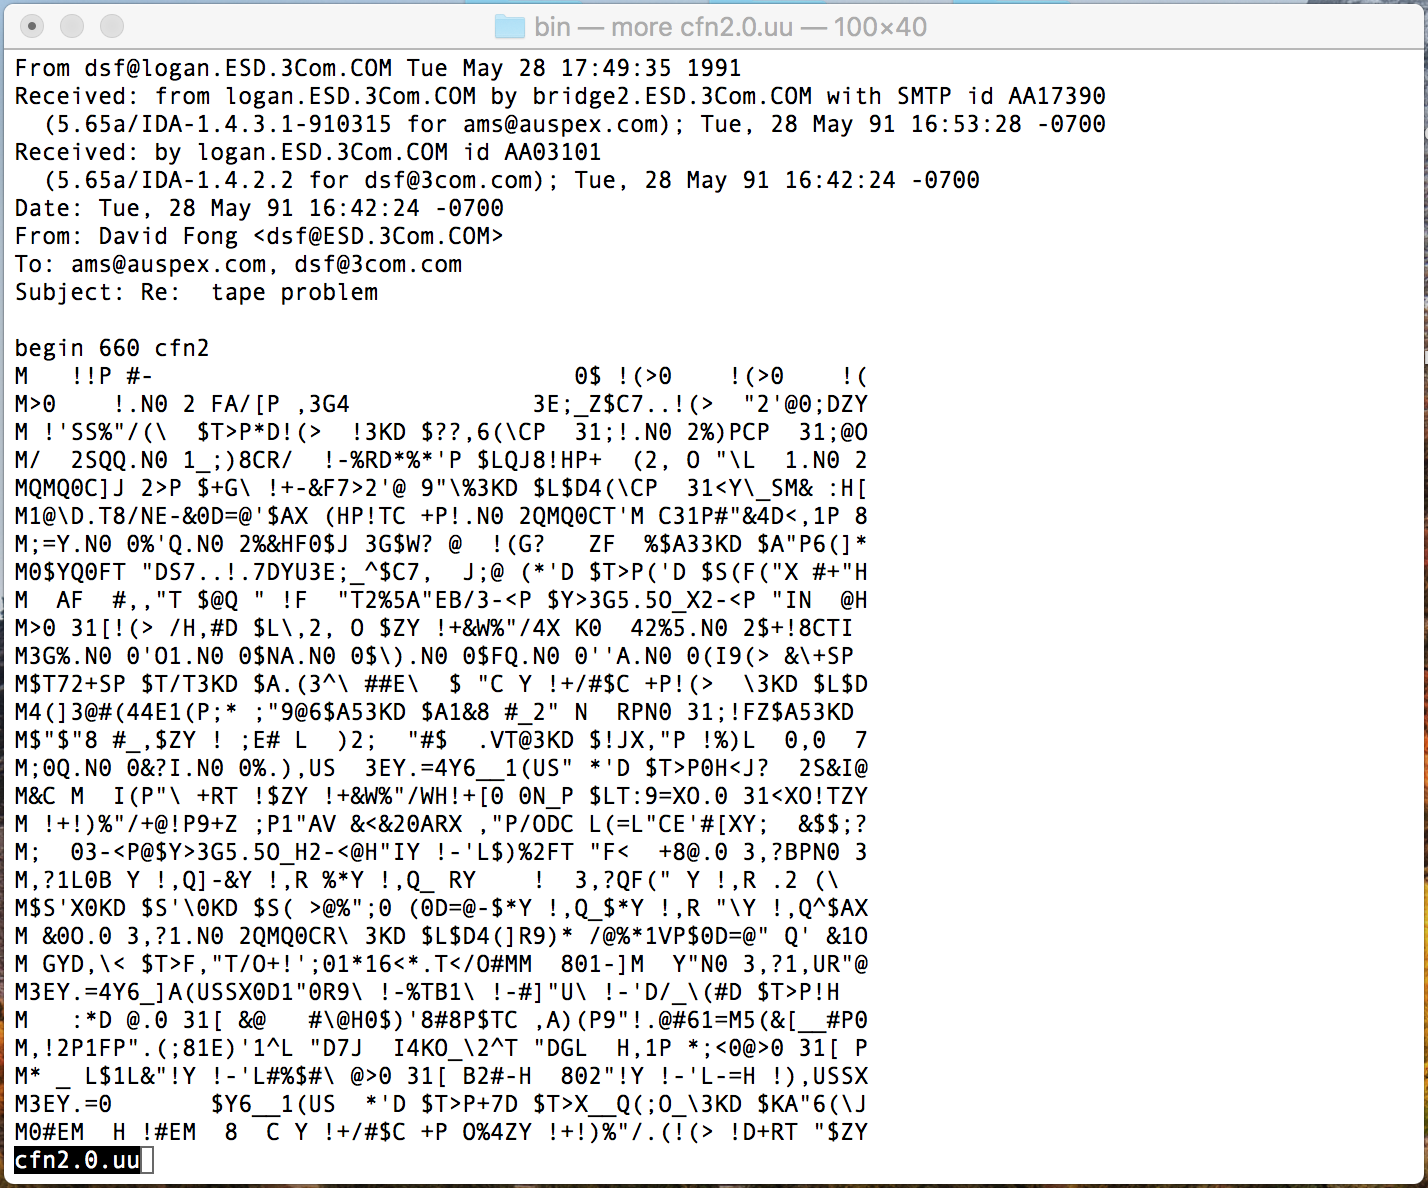 bin — more cfn2.0.uu — 100×40
From dsf@logan.ESD.3Com.COM Tue May 28 17:49:35 1991
Received: from logan.ESD.3Com.COM by bridge2.ESD.3Com.COM with SMTP id AA17390
  (5.65a/IDA-1.4.3.1-910315 for ams@auspex.com); Tue, 28 May 91 16:53:28 -0700
Received: by logan.ESD.3Com.COM id AA03101
  (5.65a/IDA-1.4.2.2 for dsf@3com.com); Tue, 28 May 91 16:42:24 -0700
Date: Tue, 28 May 91 16:42:24 -0700
From: David Fong <dsf@ESD.3Com.COM>
To: ams@auspex.com, dsf@3com.com
Subject: Re:  tape problem

begin 660 cfn2
M   !!P #-                                             0$ !(>0    !(>0    !(
M>0    !.N0 2 FA/[P ,3G4                    3E;_Z$C7..!(>  "2'@0;DZY
M !'SS%"/(\  $T>P*D!(>  !3KD $??,6(\CP  31;!.N0 2%)PCP  31;@O
M/  2SQQ.N0 1_;)8CR/  !-%RD*%*'P $LQJ8!HP+  (2, O "\L  1.N0 2
MQMQ0C]J 2>P $+G\ !+-&F7>2'@ 9"\%3KD $L$D4(\CP  31<Y\_SM& :H[
M1@\D.T8/NE-&0D=@'$AX (HP!TC +P!.N0 2QMQ0CT'M C31P#"&4D<,1P 8
M;=Y.N0 0%'Q.N0 2%&HF0$J 3G$W? @  !(G?   ZF  %$A33KD $A"P6(]*
M0$YQ0FT "DS7..!.7DYU3E;_^$C7,  J;@ (*'D $T>P('D $S(F("X #+"H
M  AF  #,,"T $@Q " !F  "T2%5A"EB/3-<P $Y>3G5.5O_X2-<P "IN  @H
M>0 31[!(> /H,#D $L\,2, O $ZY !+&W%"/4X K0  42%5.N0 2$+!8CTI
M3G%.N0 0'O1.N0 0$NA.N0 0$\).N0 0$FQ.N0 0''A.N0 0(I9(> &\+SP
M$T72+SP $T/T3KD $A.(3^\ ##E\  $ "C Y !+/#$C +P!(>  \3KD $L$D
M4(]3@#(44E1(P;* ;"9@6$A53KD $A1&8 #_2" N  RPN0 31;!FZ$A53KD
M$"$"8 #_,$ZY ! ;E# L  )2;  "#$  .VT@3KD $!JX,"P !%)L  0,0  7
M;0Q.N0 0&?I.N0 0%.),US  3EY.=4Y6__1(US" *'D $T>P0H<J?  2S&I@
M&C M  I(P"\ +RT !$ZY !+&W%"/WH!+[0 0N_P $LT:9=XO.0 31<XO!TZY
M !+!)%"/+@!P9+Z ;P1"AV &<&20ARX ,"P/ODC L(=L"CE'#[XY;  &$$;?
M;  03-<P@$Y>3G5.5O_H2-<@H"IY !-'L$)%2FT "F<  +8@.0 3,?BPN0 3
M,?1L0B Y !,Q]-&Y !,R %*Y !,Q_ RY    !  3,?QF(" Y !,R .2 (\
M$S'X0KD $S'\0KD $S( >@%";0 (0D=@-$*Y !,Q_$*Y !,R "\Y !,Q^$AX
M &0O.0 3,?1.N0 2QMQ0CR\ 3KD $L$D4(]R9)* /@%*1VP$0D=@" Q' &1O
M GYD,\< $T>F,"T/O+!';01*16<*.T</O#MM  801-]M  Y"N0 3,?1,UR"@
M3EY.=4Y6_]A(USSX0D1"0R9\ !-%TB1\ !-#]"U\ !-'D/_\(#D $T>P!H
M   :*D @.0 31[ &@   #\@H0$)'8#8P$TC ,A)(P9"!.@#61=M5(&[__#P0
M,!2P1FP".(;81E)'1^L "D7J  I4KO_\2^T "DGL  H,1P *;<0@>0 31[ P
M* _ L$1L&"!Y !-'L#%$#\ @>0 31[ B2#-H  802"!Y !-'L-=H !),USSX
M3EY.=0        $Y6__1(US  *'D $T>P+7D $T>X__Q(;O_\3KD $KA"6(\J
M0#EM  H !#EM  8  C Y !+/#$C +P O%4ZY !+!)%"/.(!(> !D+RT "$ZY
cfn2.0.uu